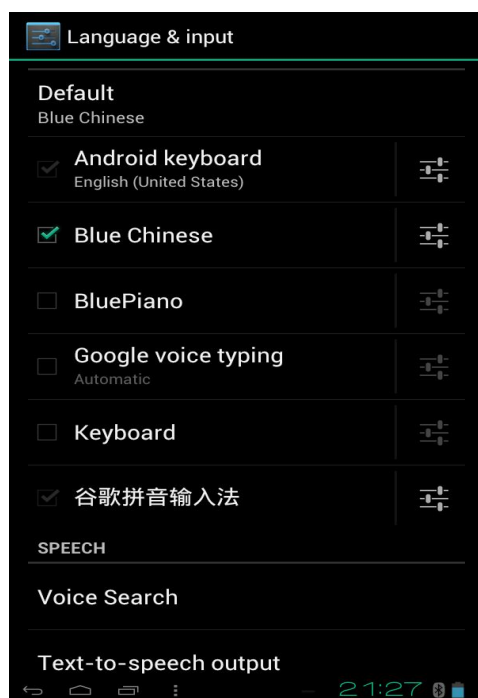 Language & input
Default
Blue Chinese
Android keyboard
English (United States)
Blue Chinese
BluePiano
Google voice typing
Automatic
Keyboard
谷歌拼音输入法
SPEECH
Voice Search
Text-to-speech output
21:27